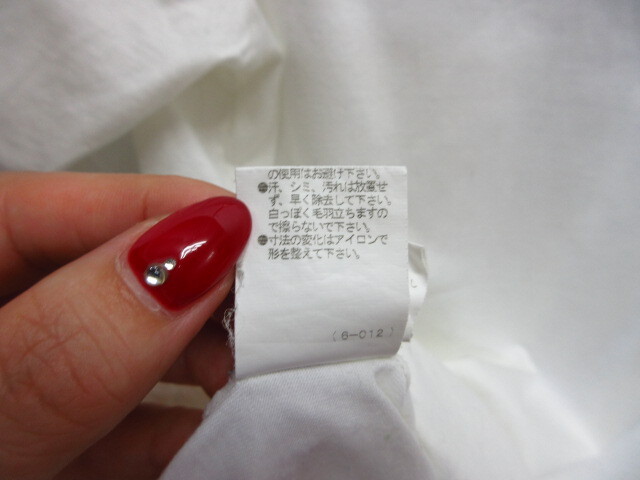 の使用はお避け下さい。
●汗、シミ、汚れは放置せ
ず、早く除去して下さい。
白っぽく毛羽立ちますの
で擦らないで下さい。
●寸法の変化はアイロンで
形を整えて下さい。
(6-012)